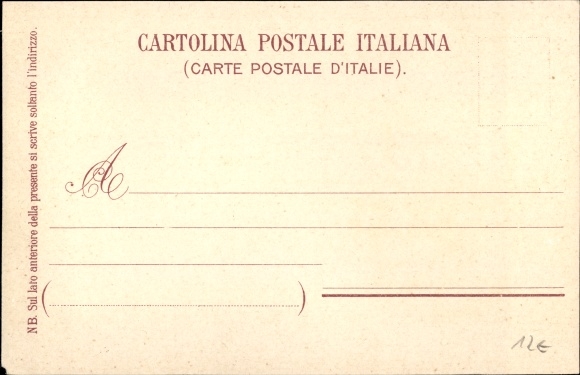 CARTOLINA POSTALE ITALIANA
(CARTE POSTALE D'ITALIE).
A
NB. Sul lato anteriore della presente si scrive soltanto l'indirizzo.
12€